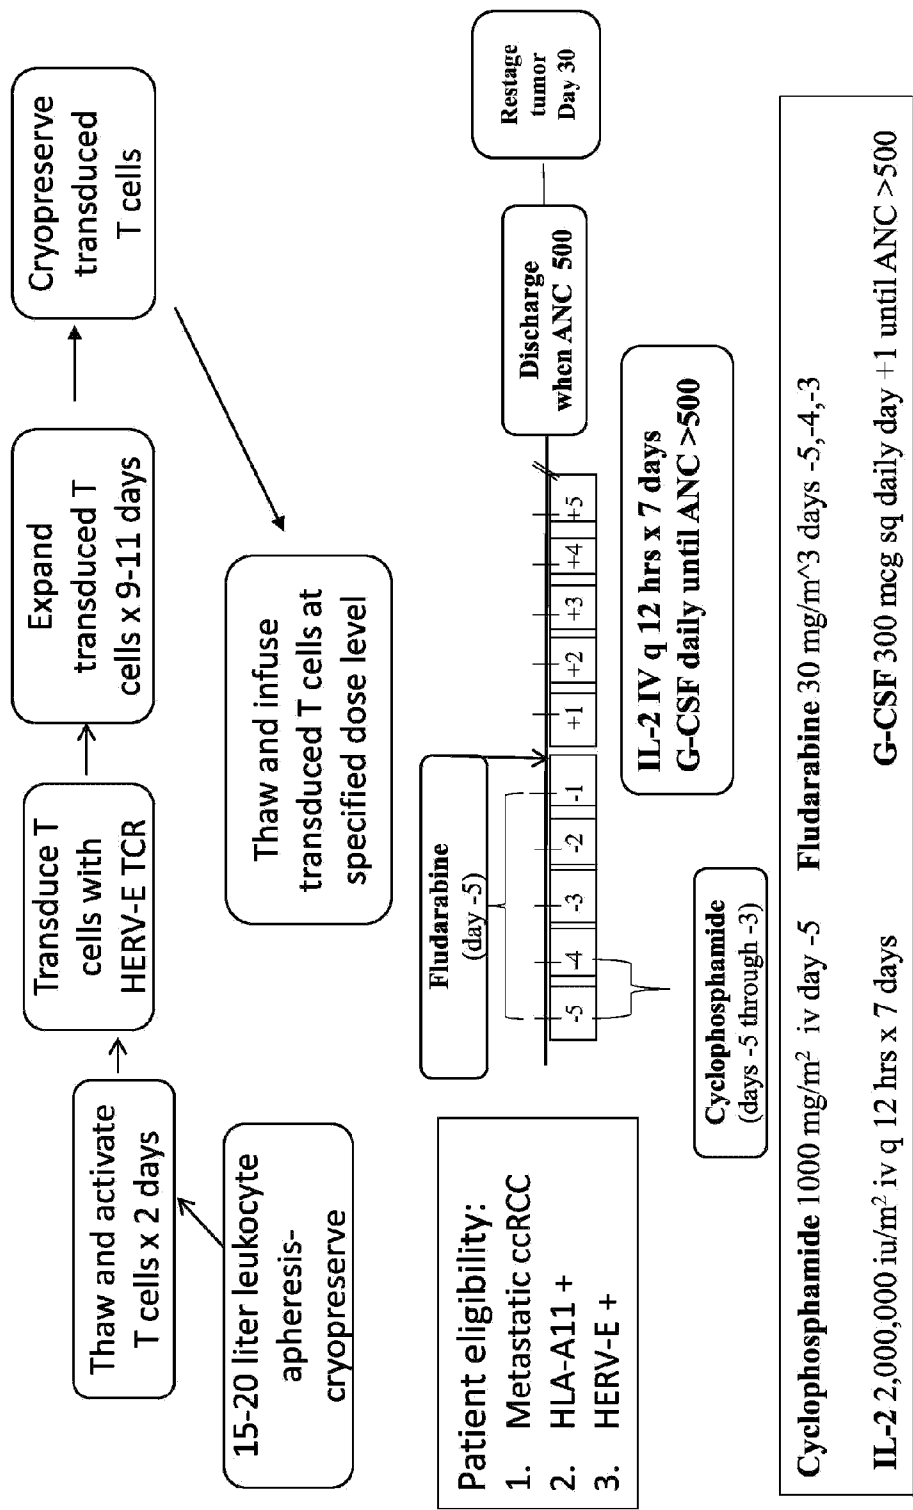 15-20 liter leukocyte
apheresis-
cryopreserve
Thaw and activate
T cells x 2 days
Transduce T
cells with
HERV-E TCR
Expand
transduced T
cells x 9-11 days
Cryopreserve
transduced
T cells
Thaw and infuse
transduced T cells at
specified dose level
Patient eligibility:
1. Metastatic ccRCC
2. HLA-A11 +
3. HERV-E +
Fludarabine
(day -5)
-5 -4 -3 -2 -1 +1 +2 +3 +4 +5
Cyclophosphamide
(days -5 through -3)
IL-2 IV q 12 hrs x 7 days
G-CSF daily until ANC >500
Discharge
when ANC 500
Restage
tumor
Day 30
Cyclophosphamide 1000 mg/m² iv day -5 Fludarabine 30 mg/m^3 days -5,-4,-3
IL-2 2,000,000 iu/m² iv q 12 hrs x 7 days G-CSF 300 mcg sq daily day +1 until ANC >500